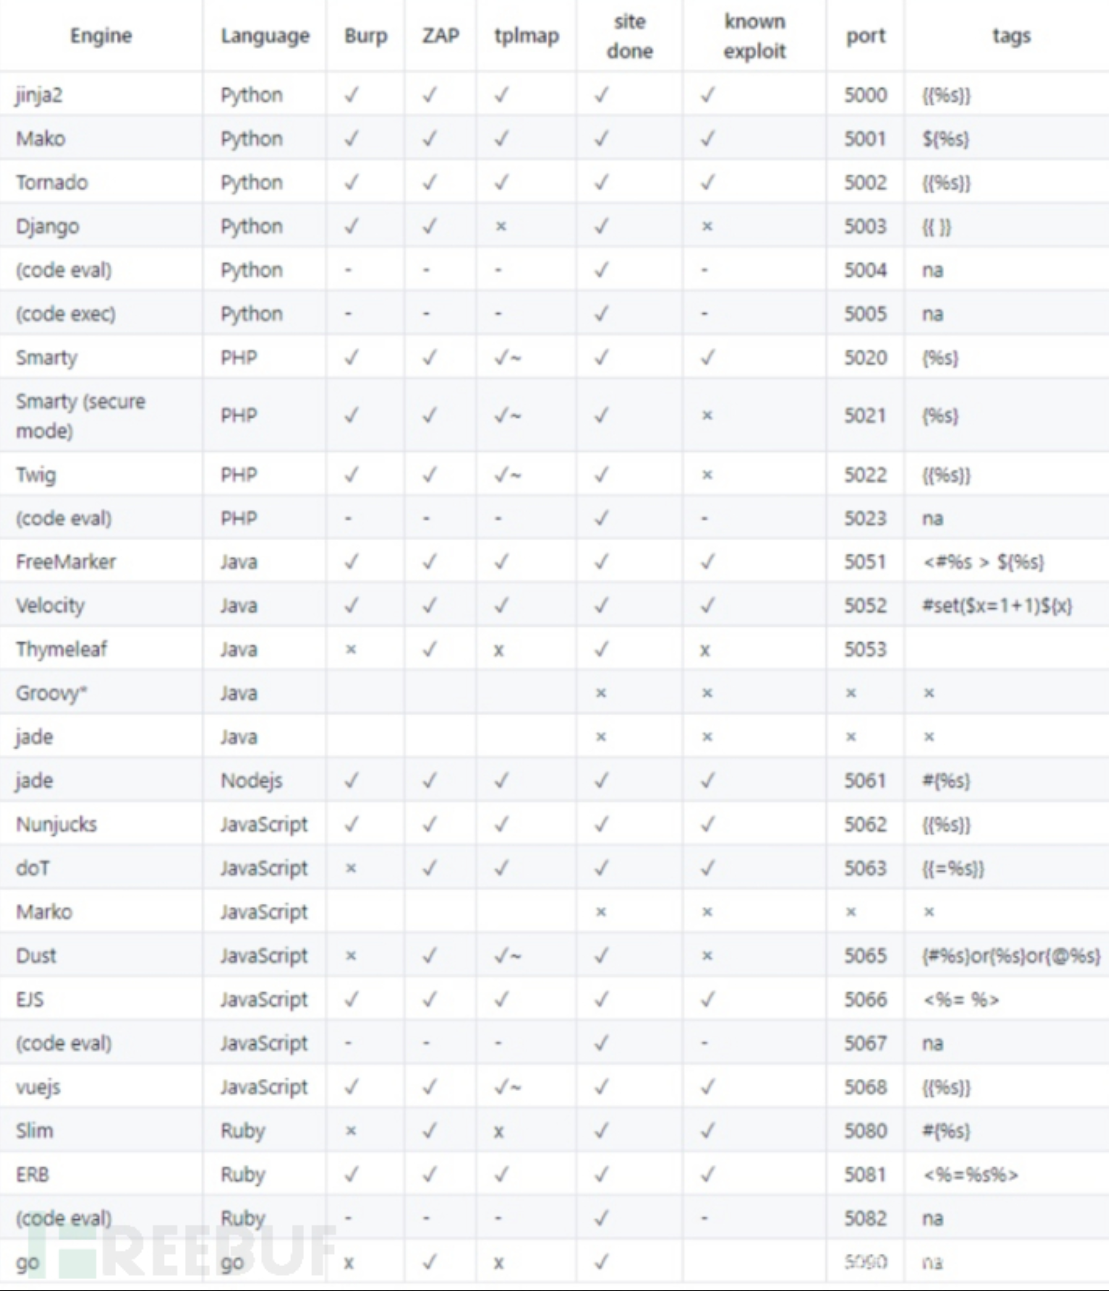 Engine Language Burp ZAP tplmap site done known exploit port tags
jinja2 Python ✓ ✓ ✓ ✓ ✓ 5000 {{%s}}
Mako Python ✓ ✓ ✓ ✓ ✓ 5001 ${%s}
Tornado Python ✓ ✓ ✓ ✓ ✓ 5002 {{%s}}
Django Python ✓ ✓ × ✓ × 5003 {{ }}
(code eval) Python - - - ✓ - 5004 na
(code exec) Python - - - ✓ - 5005 na
Smarty PHP ✓ ✓ ✓~ ✓ ✓ 5020 {%s}
Smarty (secure mode) PHP ✓ ✓ ✓~ ✓ × 5021 {%s}
Twig PHP ✓ ✓ ✓~ ✓ × 5022 {{%s}}
(code eval) PHP - - - ✓ - 5023 na
FreeMarker Java ✓ ✓ ✓ ✓ ✓ 5051 <#%s > ${%s}
Velocity Java ✓ ✓ ✓ ✓ ✓ 5052 #set($x=1+1)${x}
Thymeleaf Java × ✓ x ✓ x 5053
Groovy* Java × × × ×
jade Java × × × ×
jade Nodejs ✓ ✓ ✓ ✓ ✓ 5061 #{%s}
Nunjucks JavaScript ✓ ✓ ✓ ✓ ✓ 5062 {{%s}}
doT JavaScript × ✓ ✓ ✓ ✓ 5063 {{=%s}}
Marko JavaScript × × × ×
Dust JavaScript × ✓ ✓~ ✓ × 5065 {#%s}or{%s}or{@%s}
EJS JavaScript ✓ ✓ ✓ ✓ ✓ 5066 <%= %>
(code eval) JavaScript - - - ✓ - 5067 na
vuejs JavaScript ✓ ✓ ✓~ ✓ ✓ 5068 {{%s}}
Slim Ruby × ✓ x ✓ ✓ 5080 #{%s}
ERB Ruby ✓ ✓ ✓ ✓ ✓ 5081 <%=%s%>
(code eval) Ruby - - - ✓ - 5082 na
go go x ✓ x ✓ 5090 na
FREEBUF